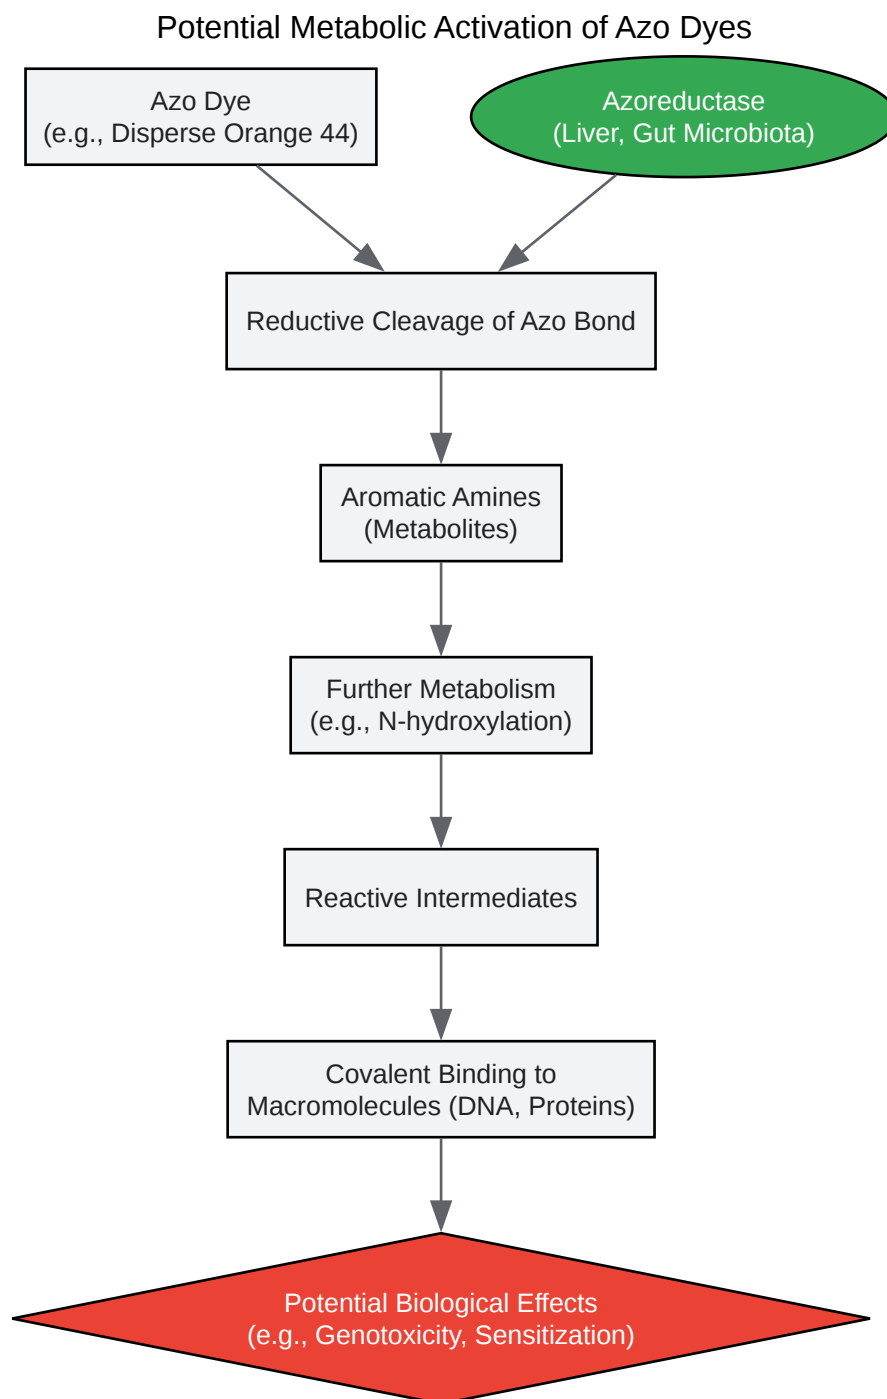 Potential Metabolic Activation of Azo Dyes
Azo Dye
(e.g., Disperse Orange 44)
Azoreductase
(Liver, Gut Microbiota)
Reductive Cleavage of Azo Bond
Aromatic Amines
(Metabolites)
Further Metabolism
(e.g., N-hydroxylation)
Reactive Intermediates
Covalent Binding to
Macromolecules (DNA, Proteins)
Potential Biological Effects
(e.g., Genotoxicity, Sensitization)